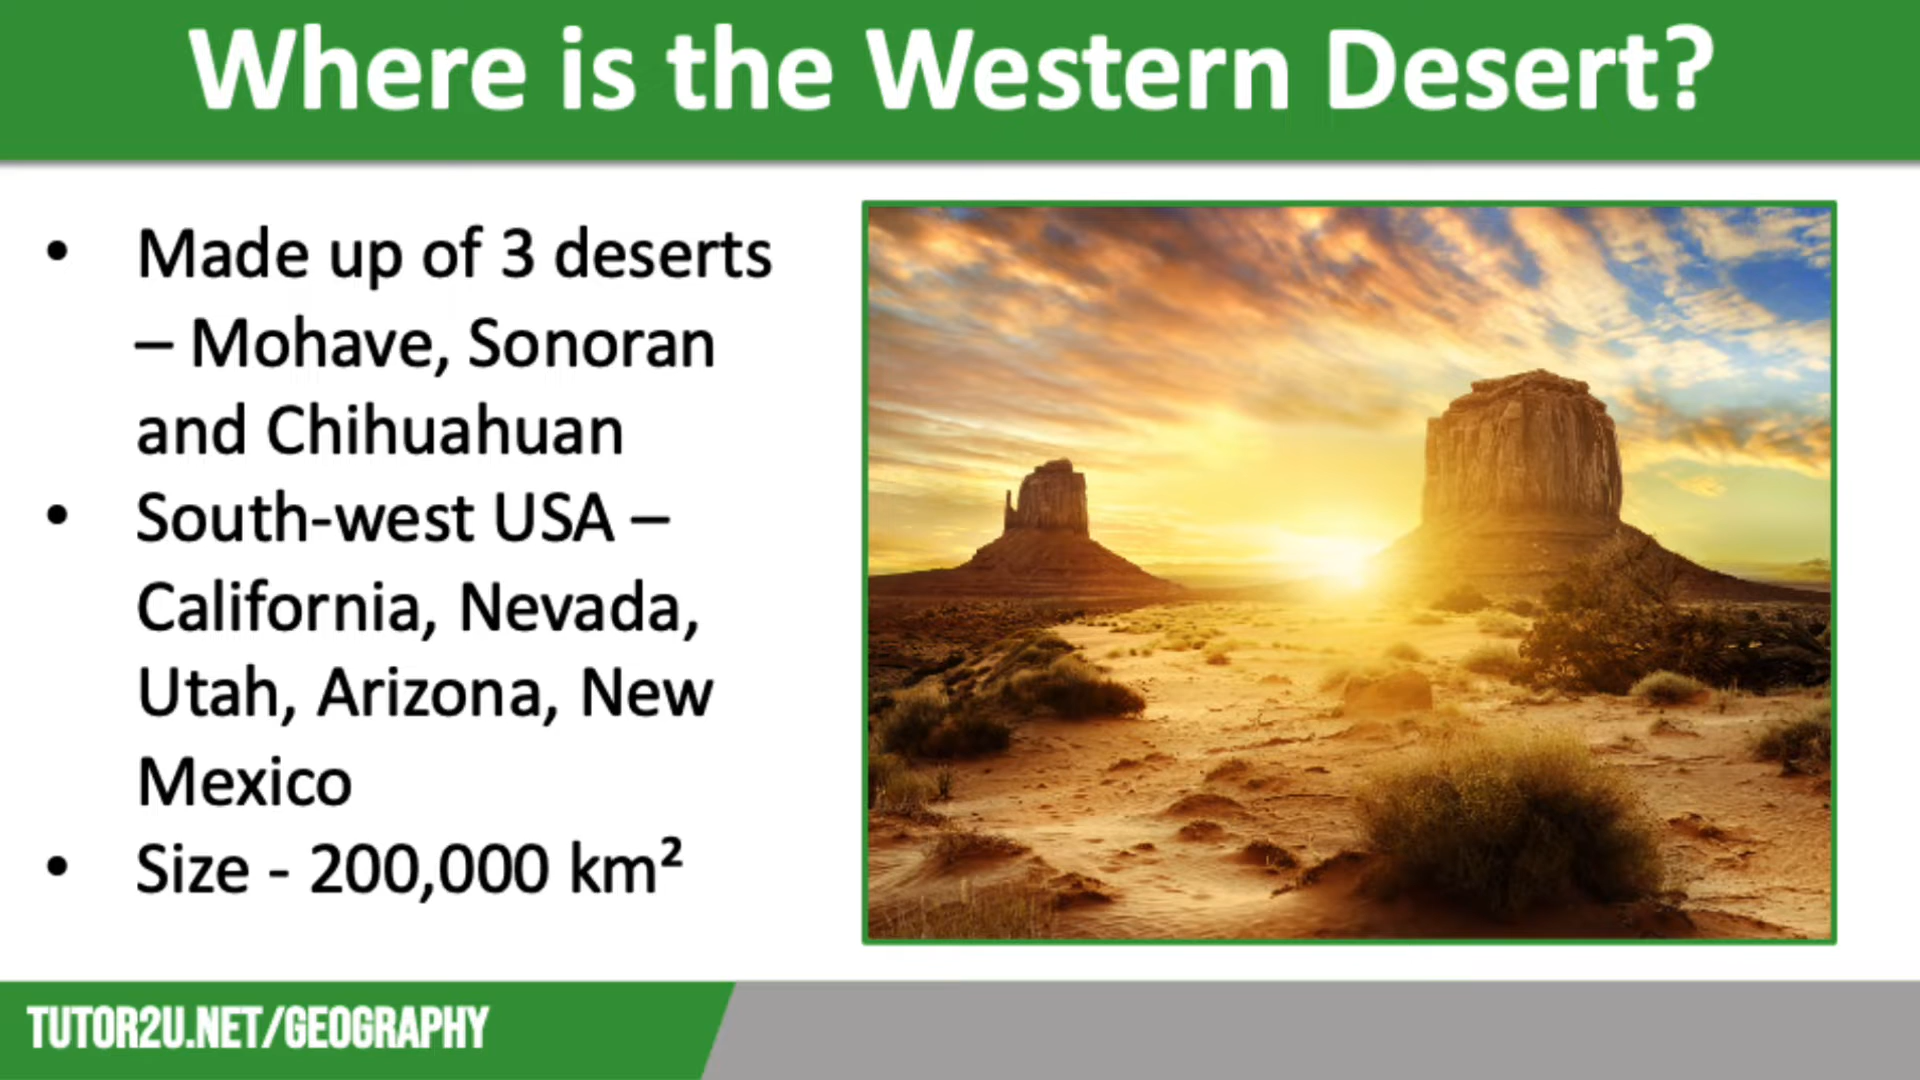 Where is the Western Desert?
• Made up of 3 deserts
– Mohave, Sonoran
and Chihuahuan
• South-west USA –
California, Nevada,
Utah, Arizona, New
Mexico
• Size - 200,000 km²
TUTOR2U.NET/GEOGRAPHY